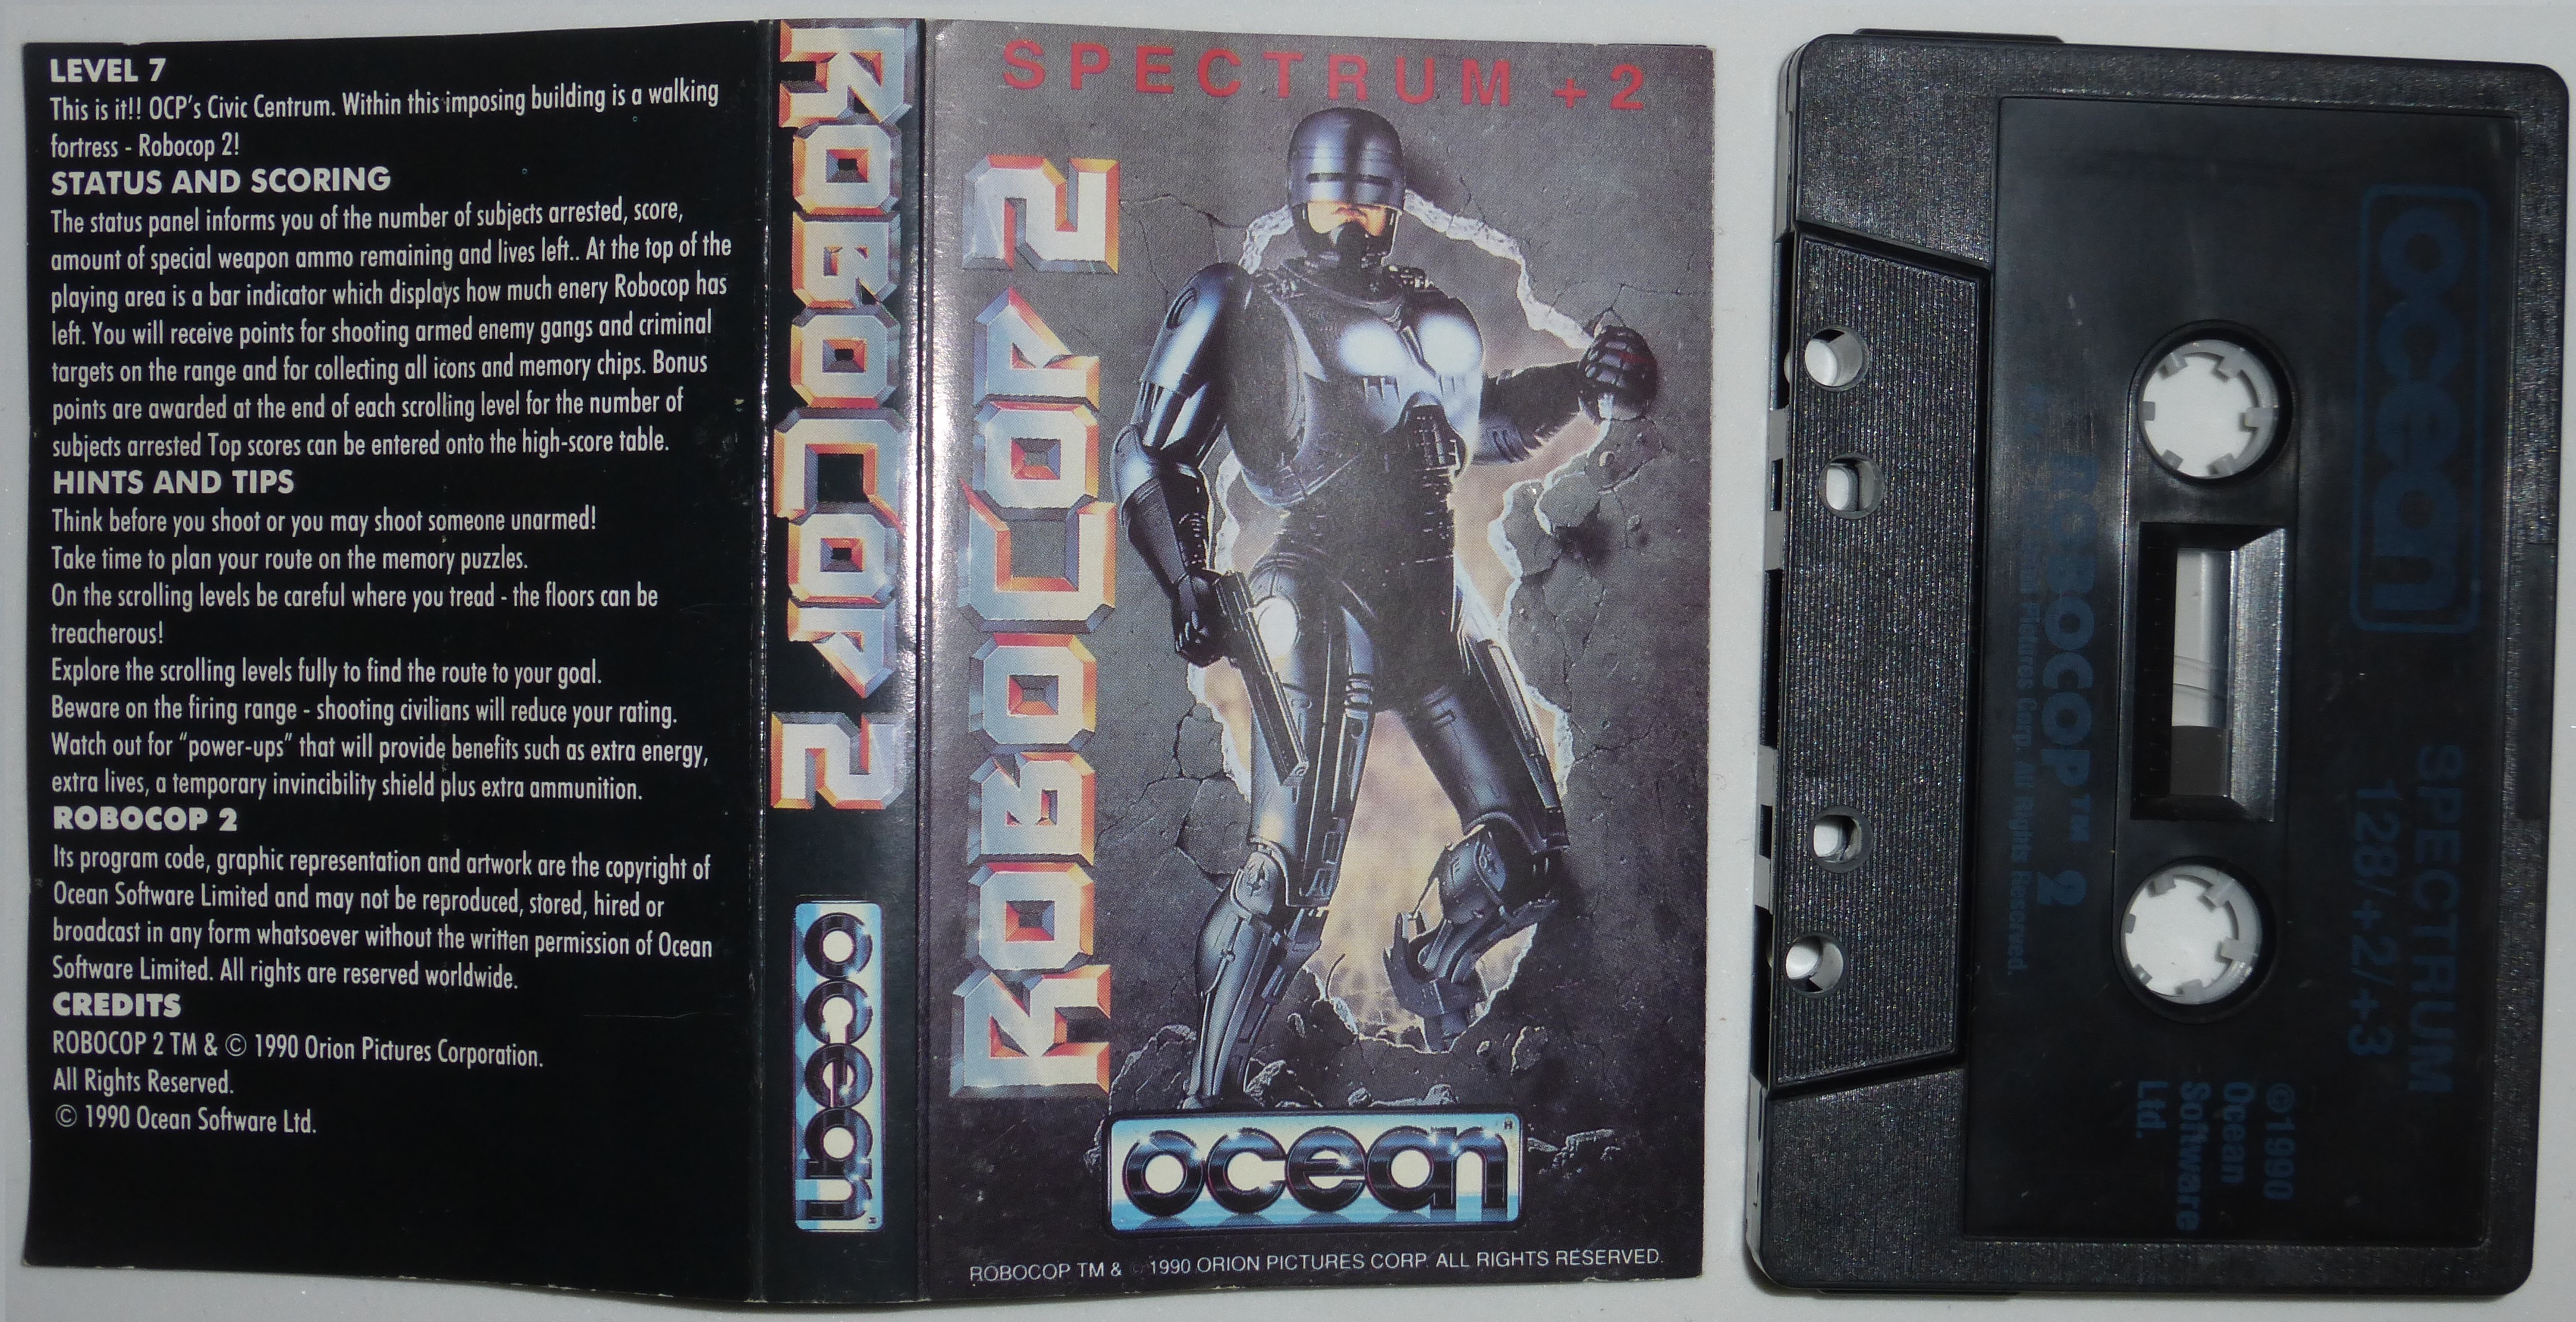 LEVEL 7
This is it!! OCP's Civic Centrum. Within this imposing building is a walking
fortress - Robocop 2!
STATUS AND SCORING
The status panel informs you of the number of subjects arrested, score,
amount of special weapon ammo remaining and lives left.. At the top of the
playing area is a bar indicator which displays how much enery Robocop has
left. You will receive points for shooting armed enemy gangs and criminal
targets on the range and for collecting all icons and memory chips. Bonus
points are awarded at the end of each scrolling level for the number of
subjects arrested Top scores can be entered onto the high-score table.
HINTS AND TIPS
Think before you shoot or you may shoot someone unarmed!
Take time to plan your route on the memory puzzles.
On the scrolling levels be careful where you tread - the floors can be
treacherous!
Explore the scrolling levels fully to find the route to your goal.
Beware on the firing range - shooting civilians will reduce your rating.
Watch out for "power-ups" that will provide benefits such as extra energy,
extra lives, a temporary invincibility shield plus extra ammunition.
ROBOCOP 2
Its program code, graphic representation and artwork are the copyright of
Ocean Software Limited and may not be reproduced, stored, hired or
broadcast in any form whatsoever without the written permission of Ocean
Software Limited. All rights are reserved worldwide.
CREDITS
ROBOCOP 2 TM & © 1990 Orion Pictures Corporation.
All Rights Reserved.
© 1990 Ocean Software Ltd.
ROBOCOP 2
ocean
SPECTRUM +2
ROBOCOP 2
ocean
ROBOCOP TM & © 1990 ORION PICTURES CORP. ALL RIGHTS RESERVED.
ocean
SPECTRUM
128/+2/+3
©1990
Ocean
Software
Ltd.
ROBOCOP™ 2
Pictures Corp. All Rights Reserved.